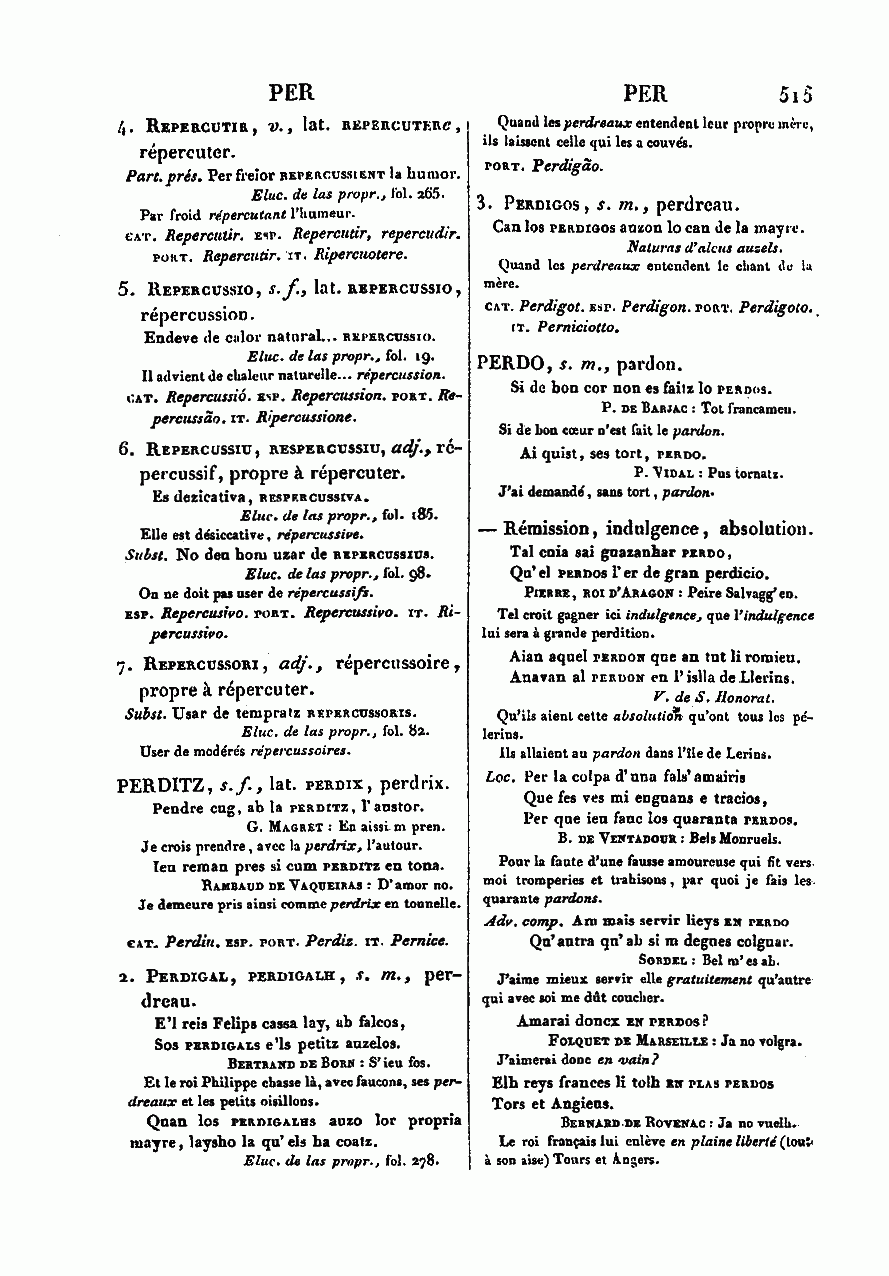 PER
PER 515
4. REPERCUTIR, v., lat. REPERCUTERE,
répercuter.
Part. prés. Per freior REPERCUSSIENT la humor.
Eluc. de las propr., fol. 265.
Par froid répercutant l'humeur.
CAT. Repercutir. ESP. Repercutir, repercudir.
PORT. Repercutir. IT. Ripercuotere.
5. REPERCUSSIO, s. f., lat. REPERCUSSIO,
répercussion.
Endeve de calor natural... REPERCUSSIO.
Eluc. de las propr., fol. 19.
Il advient de chaleur naturelle... répercussion.
CAT. Repercussió. ESP. Repercussion. PORT. Re-
percussão. IT. Ripercussione.
6. REPERCUSSIU, RESPERCUSSIU, adj., ré-
percussif, propre à répercuter.
Es dezicativa, RESPERCUSSIVA.
Eluc. de las propr., fol. 185.
Elle est désiccative, répercussive.
Subst. No deu hom uzar de REPERCUSSIUS.
Eluc. de las propr., fol. 98.
On ne doit pas user de répercussifs.
ESP. Repercusivo. PORT. Repercussivo. IT. Ri-
percussivo.
7. REPERCUSSORI, adj., répercussoire,
propre à répercuter.
Subst. Usar de tempratz REPERCUSSORIS.
Eluc. de las propr., fol. 82.
User de modérés répercussoires.
PERDITZ, s. f., lat. PERDIX, perdrix.
Pendre cug, ab la PERDITZ, l'austor.
G. MAGRET : En aissi m pren.
Je crois prendre, avec la perdrix, l'autour.
Ieu reman pres si cum PERDITZ en tona.
RAMBAUD DE VAQUEIRAS : D'amor no.
Je demeure pris ainsi comme perdrix en tonnelle.
CAT. Perdiu. ESP. PORT. Perdiz. IT. Pernice.
2. PERDIGAL, PERDIGALH, s. m., per-
dreau.
E'l reis Felips cassa lay, ab falcos,
Sos PERDIGALS e'ls petitz auzelos.
BERTRAND DE BORN : S'ieu fos.
Et le roi Philippe chasse là, avec faucons, ses per-
dreaux et les petits oisillons.
Quan los PERDIGALHS auzo lor propria
mayre, laysho la qu'els ha coatz.
Eluc. de las propr., fol. 278.
Quand les perdreaux entendent leur propre mère,
ils laissent celle qui les a couvés.
PORT. Perdigão.
3. PERDIGOS, s. m., perdreau.
Can los PERDIGOS auzon lo can de la mayre.
Naturas d'alcus auzels.
Quand les perdreaux entendent le chant de la
mère.
CAT. Perdigot. ESP. Perdigon. PORT. Perdigoto.
IT. Perniciotto.
PERDO, s. m., pardon.
Si de bon cor non es faitz lo PERDOS.
P. DE BARJAC : Tot francamen.
Si de bon cœur n'est fait le pardon.
Ai quist, ses tort, PERDO.
P. VIDAL : Pus tornatz.
J'ai demandé, sans tort, pardon.
— Rémission, indulgence, absolution.
Tal cuia sai guazanhar PERDO,
Qu'el PERDOS l'er de gran perdicio.
PIERRE, ROI D'ARAGON : Peire Salvagg' en.
Tel croit gagner ici indulgence, que l'indulgence
lui sera à grande perdition.
Aian aquel PERDON que an tut li romieu.
Anavan al PERDON en l'islla de Llerins.
V. de S. Honorat.
Qu'ils aient cette absolution qu'ont tous les pé-
lerins.
Ils allaient au pardon dans l'île de Lerins.
Loc. Per la colpa d'una fals' amairis
Que fes ves mi enguans e tracios,
Per que ieu fauc los quaranta PERDOS.
B. DE VENTADOUR : Bels Monruels.
Pour la faute d'une fausse amoureuse qui fit vers
moi tromperies et trahisons, par quoi je fais les
quarante pardons.
Adv. comp. Am mais servir lieys EN PERDO
Qu'autra qu'ab si m degnes colguar.
SORDEL : Bel m'es ab.
J'aime mieux servir elle gratuitement qu'autre
qui avec soi me dût coucher.
Amarai doncx EN PERDOS?
FOLQUET DE MARSEILLE : Ja no volgra.
J'aimerai donc en vain?
Elh reys frances li tolh EN PLAS PERDOS
Tors et Angieus.
BERNARD DE ROVENAC : Ja no vuelh.
Le roi français lui enlève en plaine liberté (tout
à son aise) Tours et Angers.